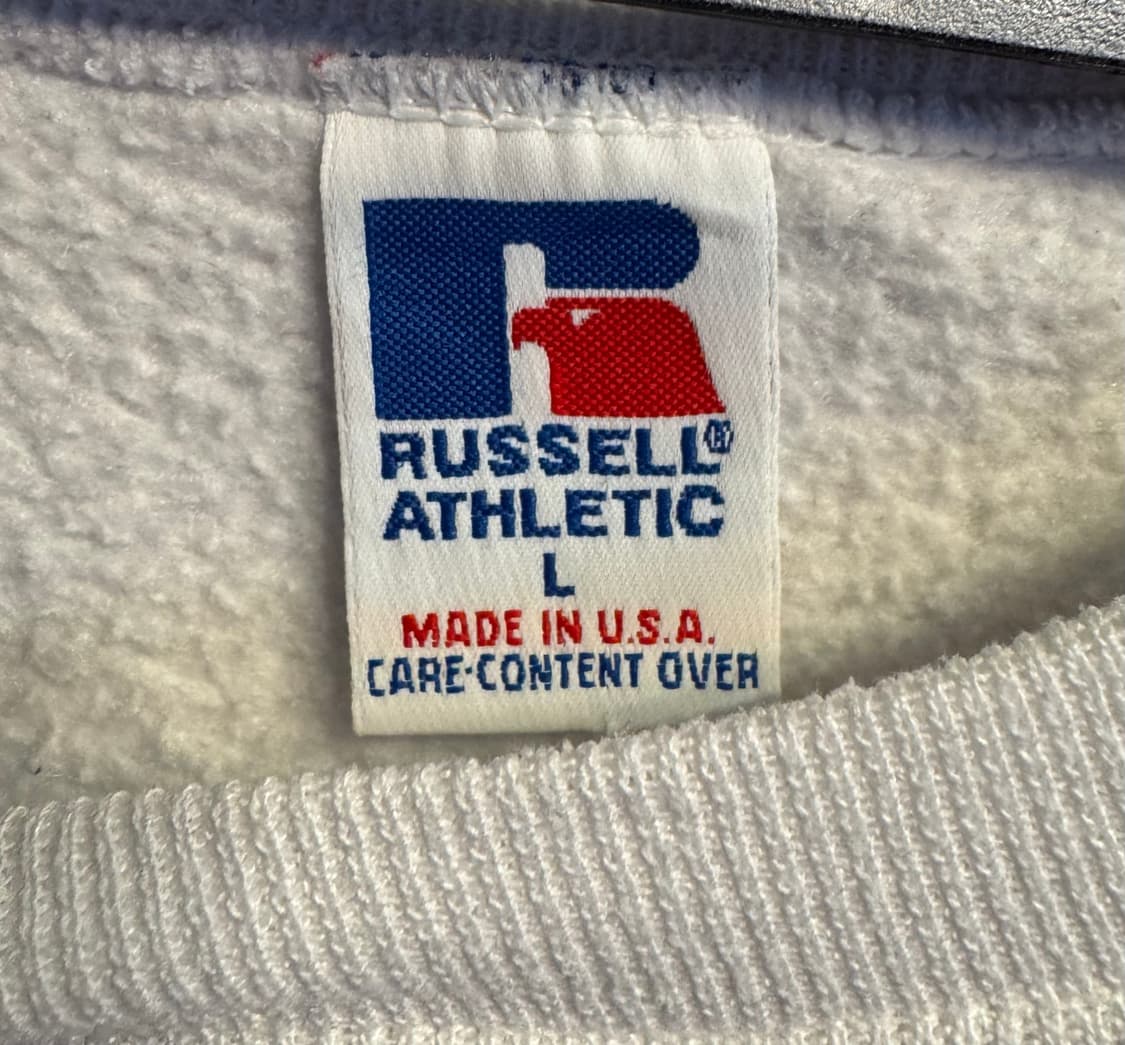 RUSSELL®
ATHLETIC
L
MADE IN U.S.A.
CARE·CONTENT OVER